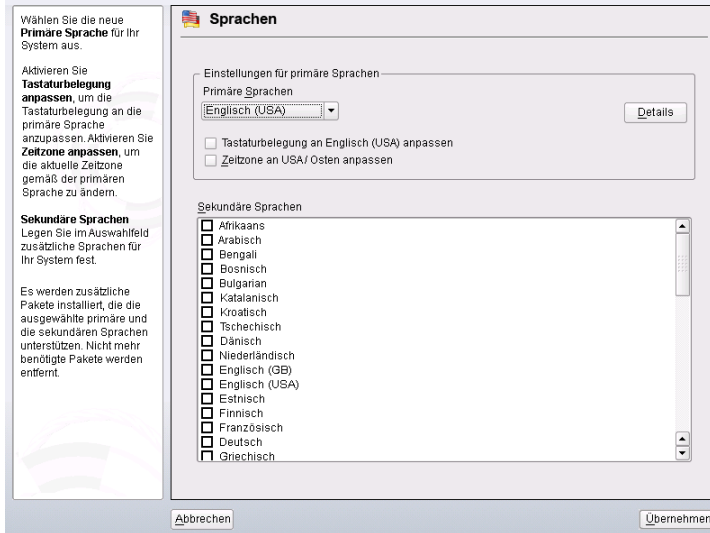 Wählen Sie die neue
Primäre Sprache für Ihr
System aus.
Aktivieren Sie
Tastaturbelegung
anpassen, um die
Tastaturbelegung an die
primäre Sprache
anzupassen. Aktivieren Sie
Zeitzone anpassen, um
die aktuelle Zeitzone
gemäß der primären
Sprache zu ändern.
Sekundäre Sprachen
Legen Sie im Auswahlfeld
zusätzliche Sprachen für
Ihr System fest.
Es werden zusätzliche
Pakete installiert, die die
ausgewählte primäre und
die sekundären Sprachen
unterstützen. Nicht mehr
benötigte Pakete werden
entfernt.
Sprachen
Einstellungen für primäre Sprachen
Primäre Sprachen
Englisch (USA)
Details
Tastaturbelegung an Englisch (USA) anpassen
Zeitzone an USA/ Osten anpassen
Sekundäre Sprachen
Afrikaans
Arabisch
Bengali
Bosnisch
Bulgarian
Katalanisch
Kroatisch
Tschechisch
Dänisch
Niederländisch
Englisch (GB)
Englisch (USA)
Estnisch
Finnisch
Französisch
Deutsch
Griechisch
Abbrechen
Übernehmen